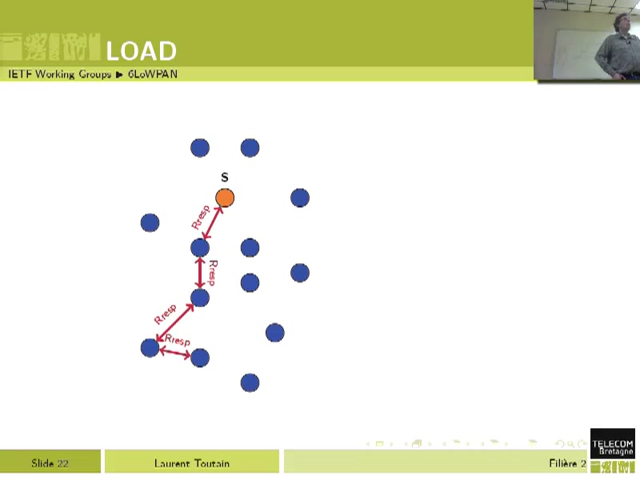 LOAD
IETF Working Groups ▶ 6LoWPAN
S
Rresp
Rresp
Rresp
Rresp
TELECOM
Bretagne
Slide 22
Laurent Toutain
Filière 2